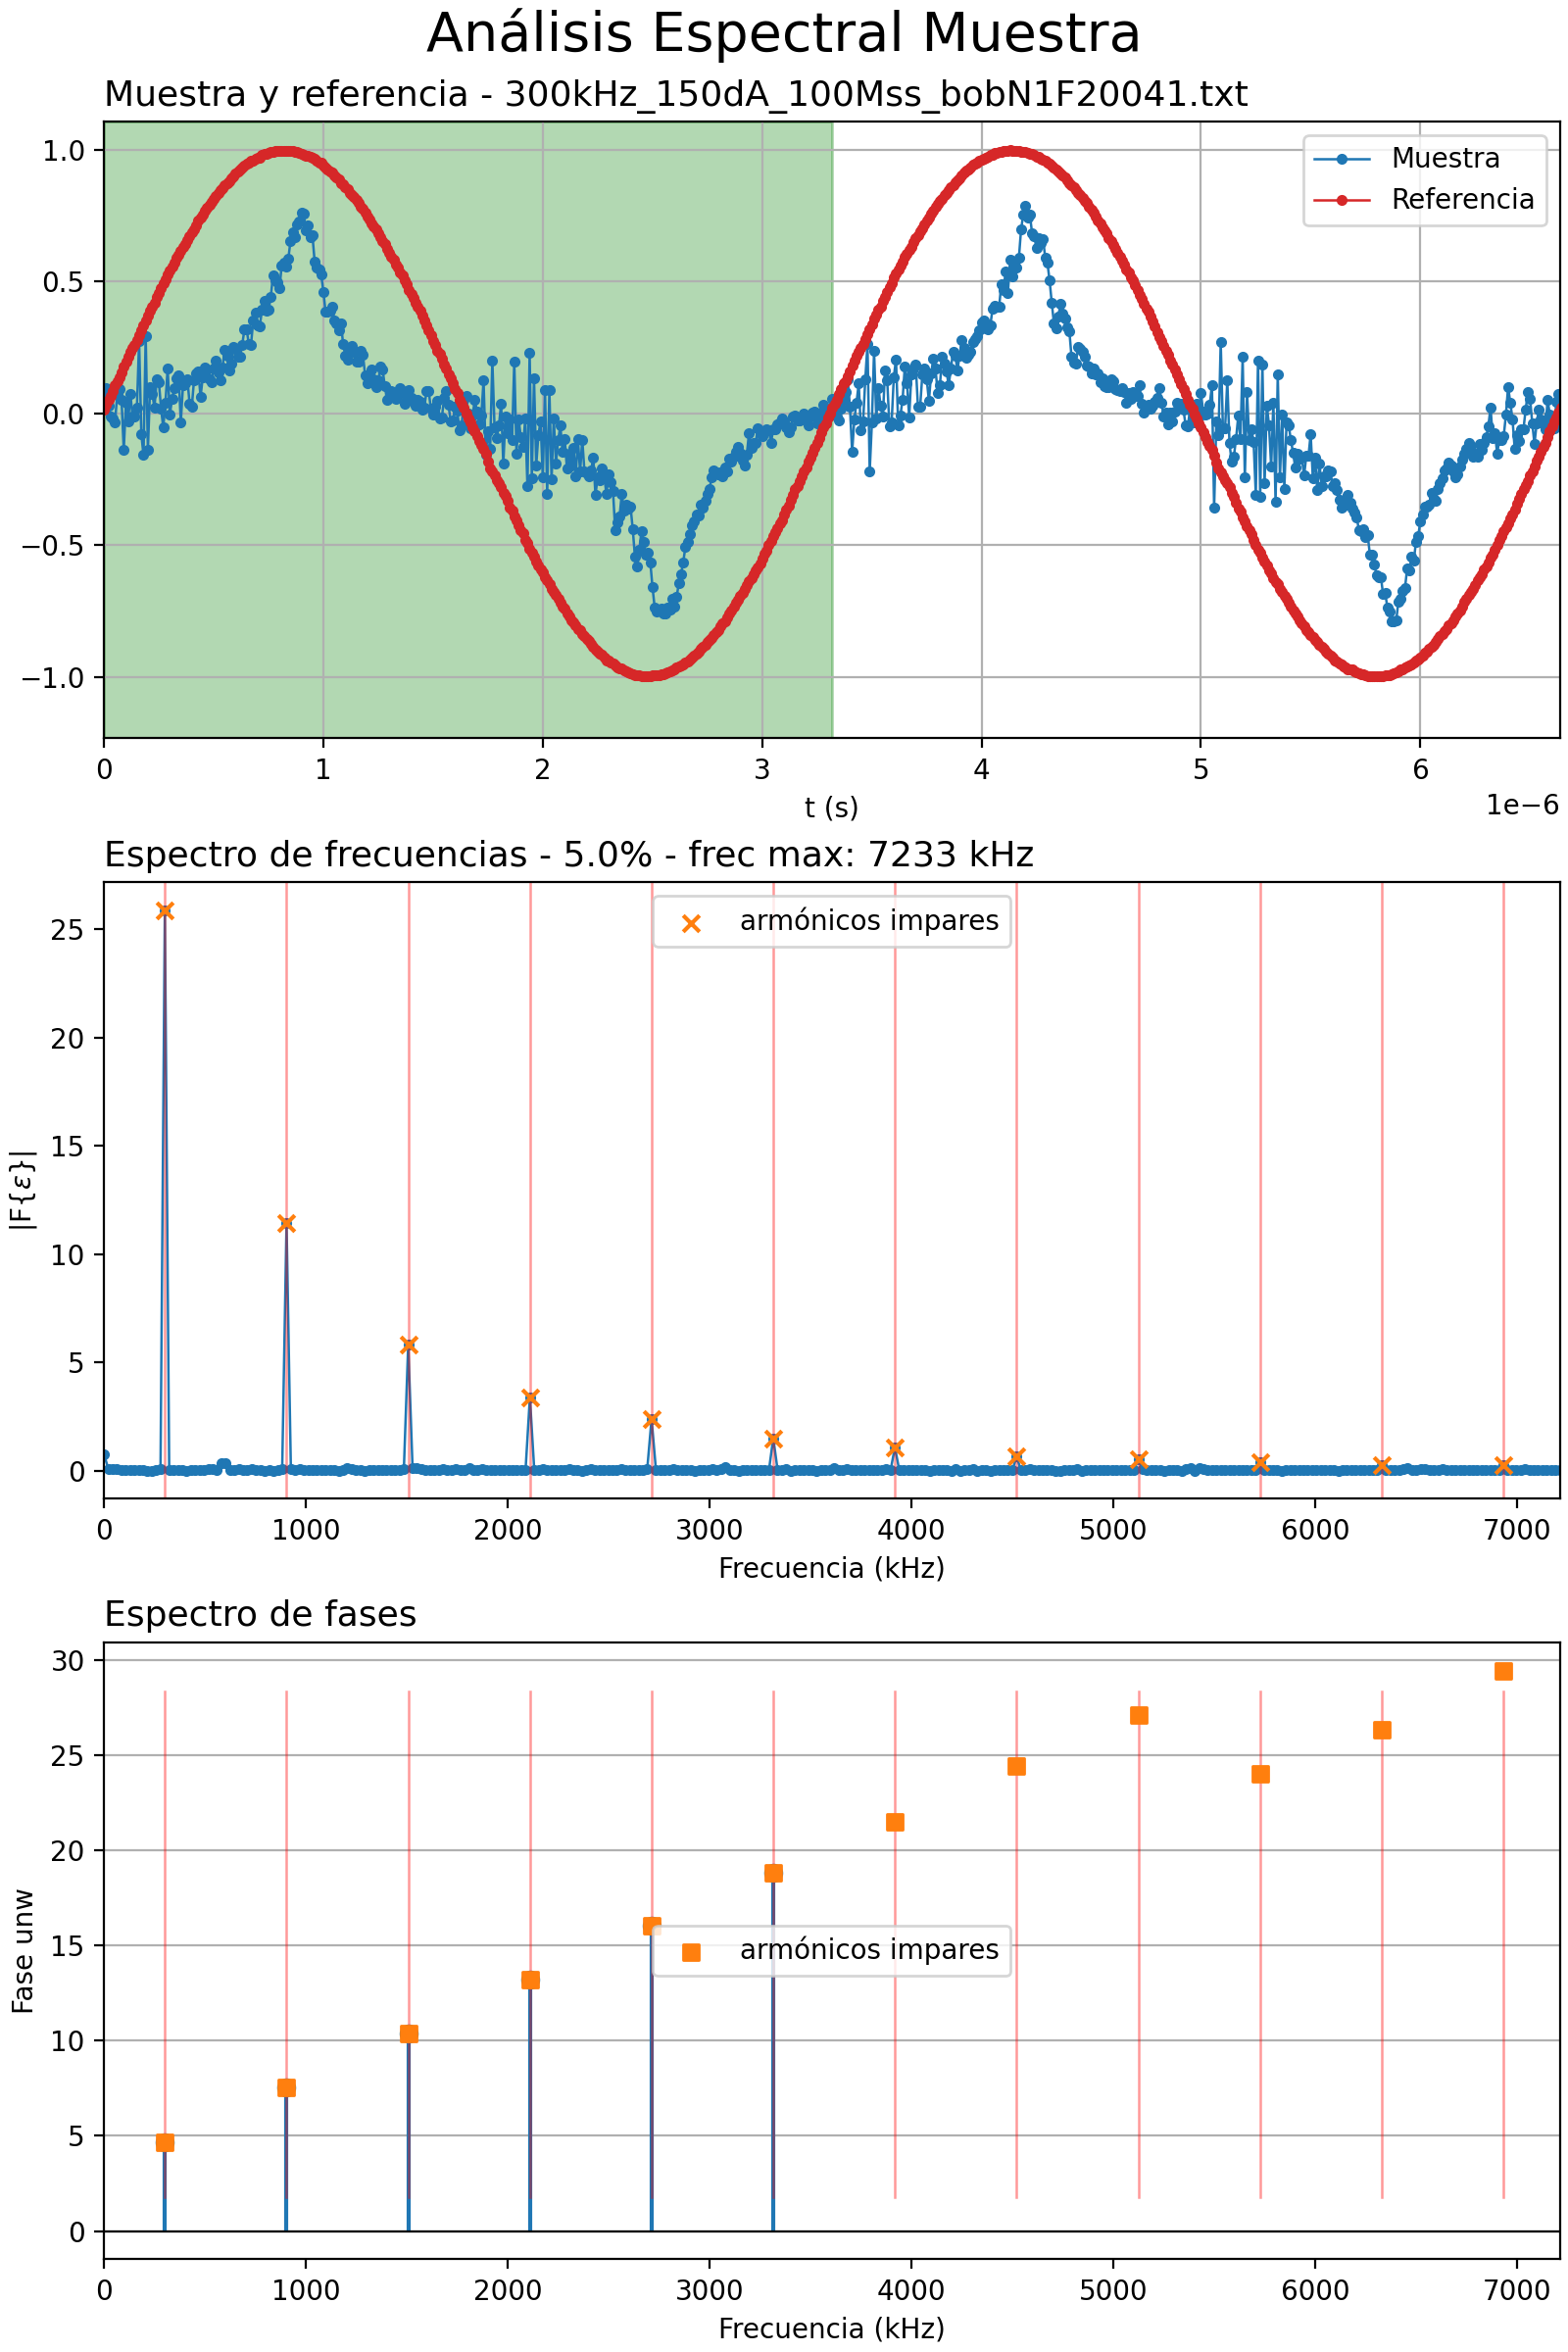 Análisis Espectral Muestra
Muestra y referencia - 300kHz_150dA_100Mss_bobN1F20041.txt
1.0
0.5
0.0
−0.5
−1.0
Muestra
Referencia
0 1 2 3 4 5 6
t (s)
1e−6
Espectro de frecuencias - 5.0% - frec max: 7233 kHz
|F{ε}|
25
20
15
10
5
0
armónicos impares
0 1000 2000 3000 4000 5000 6000 7000
Frecuencia (kHz)
Espectro de fases
Fase unw
30
25
20
15
10
5
0
armónicos impares
0 1000 2000 3000 4000 5000 6000 7000
Frecuencia (kHz)